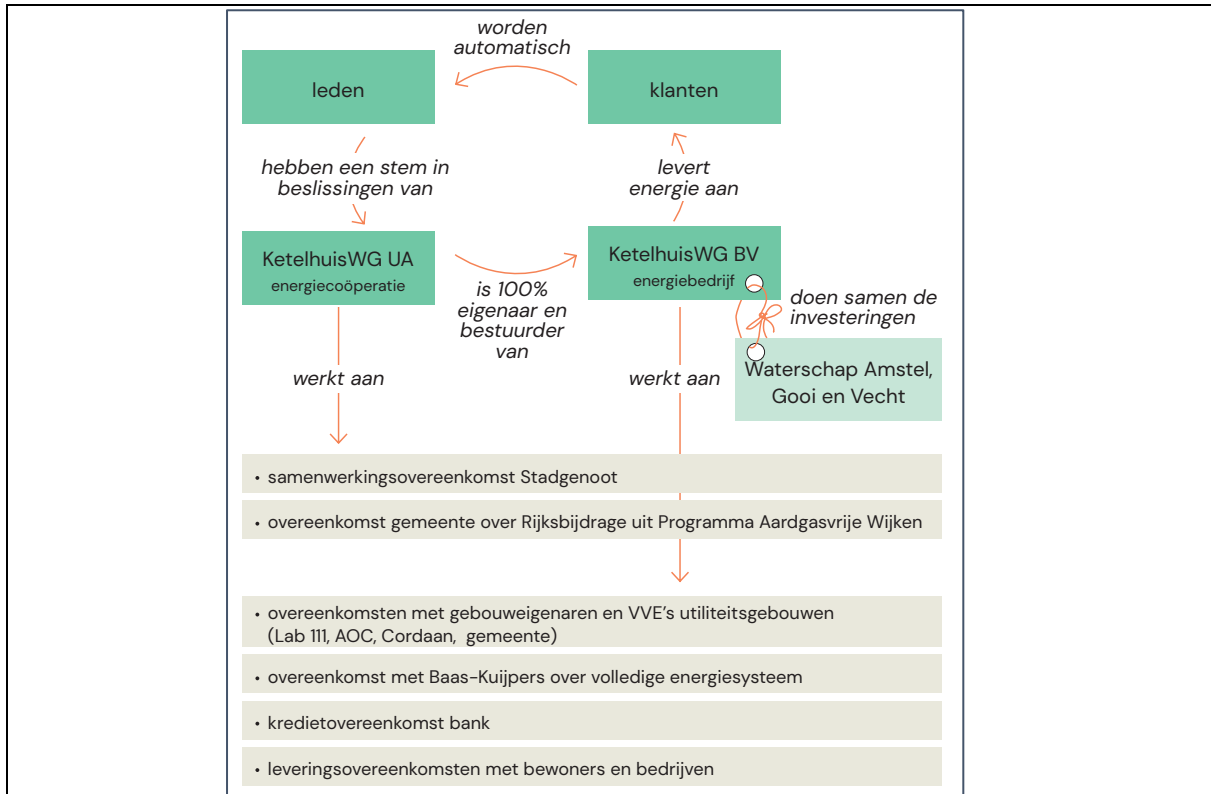 worden
automatisch
leden
klanten
hebben een stem in
beslissingen van
levert
energie aan
KetelhuisWG UA
energiecoöperatie
KetelhuisWG BV
energiebedrijf
is 100%
eigenaar en
bestuurder
van
doen samen de
investeringen
werkt aan
werkt aan
Waterschap Amstel,
Gooi en Vecht
• samenwerkingsovereenkomst Stadgenoot
• overeenkomst gemeente over Rijksbijdrage uit Programma Aardgasvrije Wijken
• overeenkomsten met gebouweigenaren en VVE's utiliteitsgebouwen
(Lab 111, AOC, Cordaan, gemeente)
• overeenkomst met Baas-Kuijpers over volledige energiesysteem
• kredietovereenkomst bank
• leveringsovereenkomsten met bewoners en bedrijven